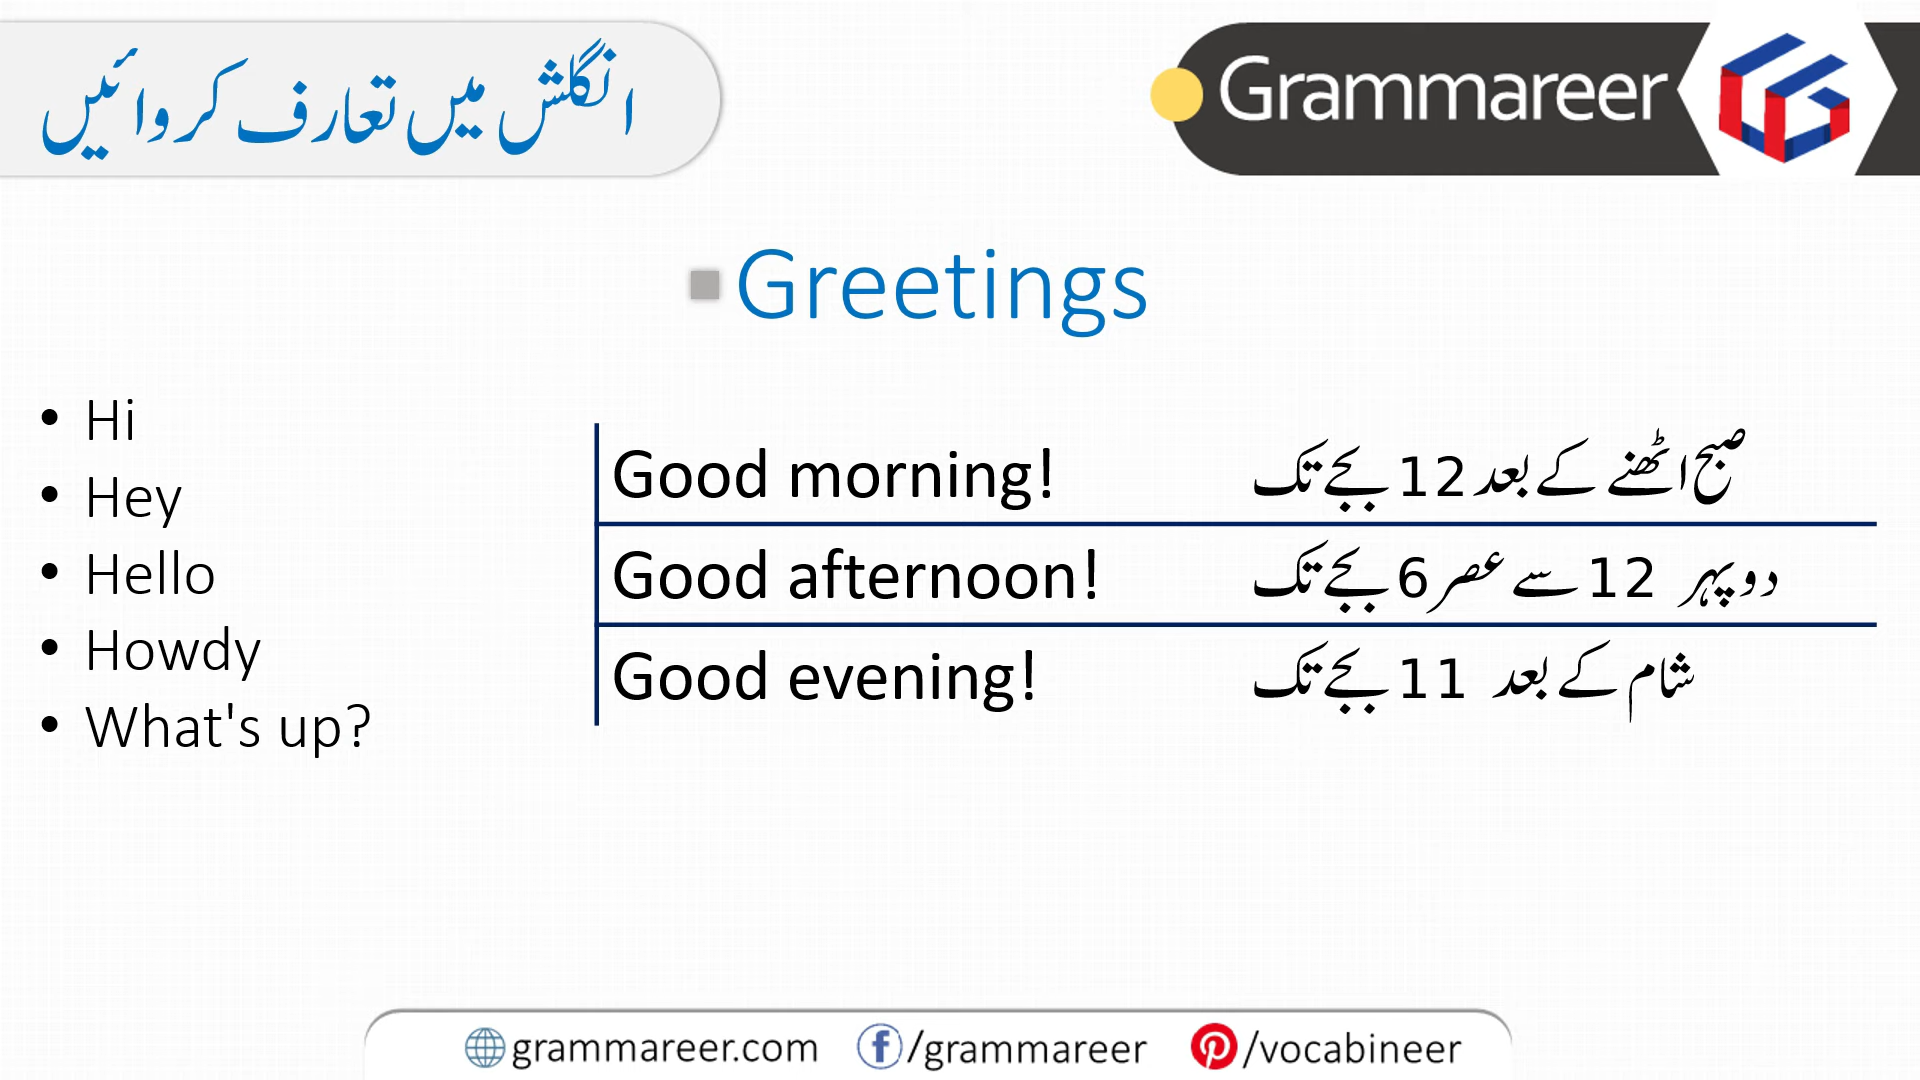 انگلش میں تعارف کروائیں
Grammareer
Greetings
• Hi
• Hey
• Hello
• Howdy
• What's up?
Good morning! صبح اٹھنے کے بعد 12 بجے تک
Good afternoon! دوپہر 12 سے عصر 6 بجے تک
Good evening! شام کے بعد 11 بجے تک
grammareer.com /grammareer /vocabineer